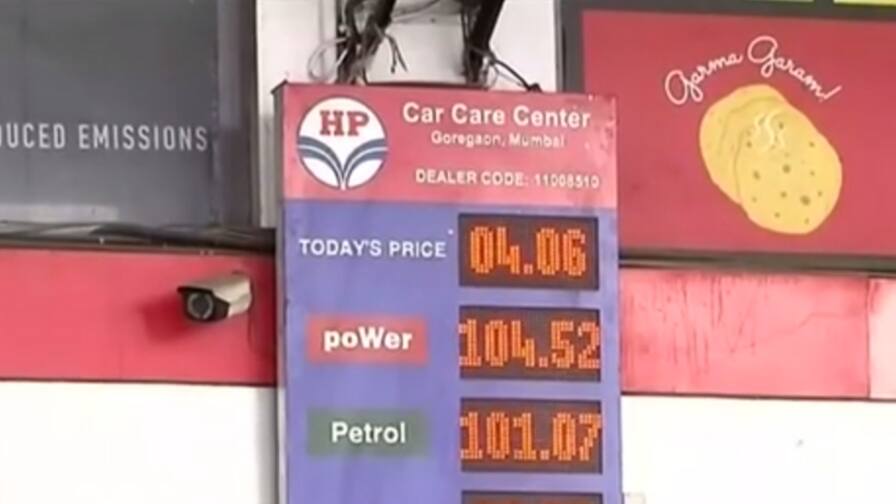 DUCED EMISSIONS
HP
Car Care Center
Goregaon, Mumbai
DEALER CODE: 11008510
TODAY'S PRICE 04.06
poWer 104.52
Petrol 101.07
Garma Garam!